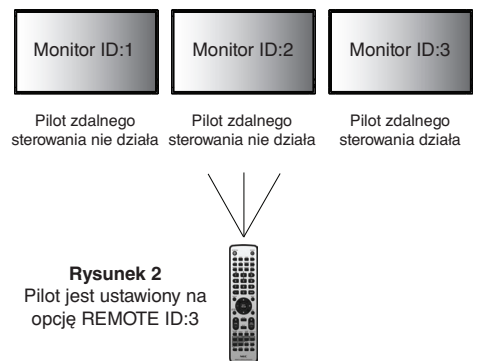 Monitor ID:1
Monitor ID:2
Monitor ID:3
Pilot zdalnego
sterowania nie działa
Pilot zdalnego
sterowania nie działa
Pilot zdalnego
sterowania działa
Rysunek 2
Pilot jest ustawiony na
opcję REMOTE ID:3